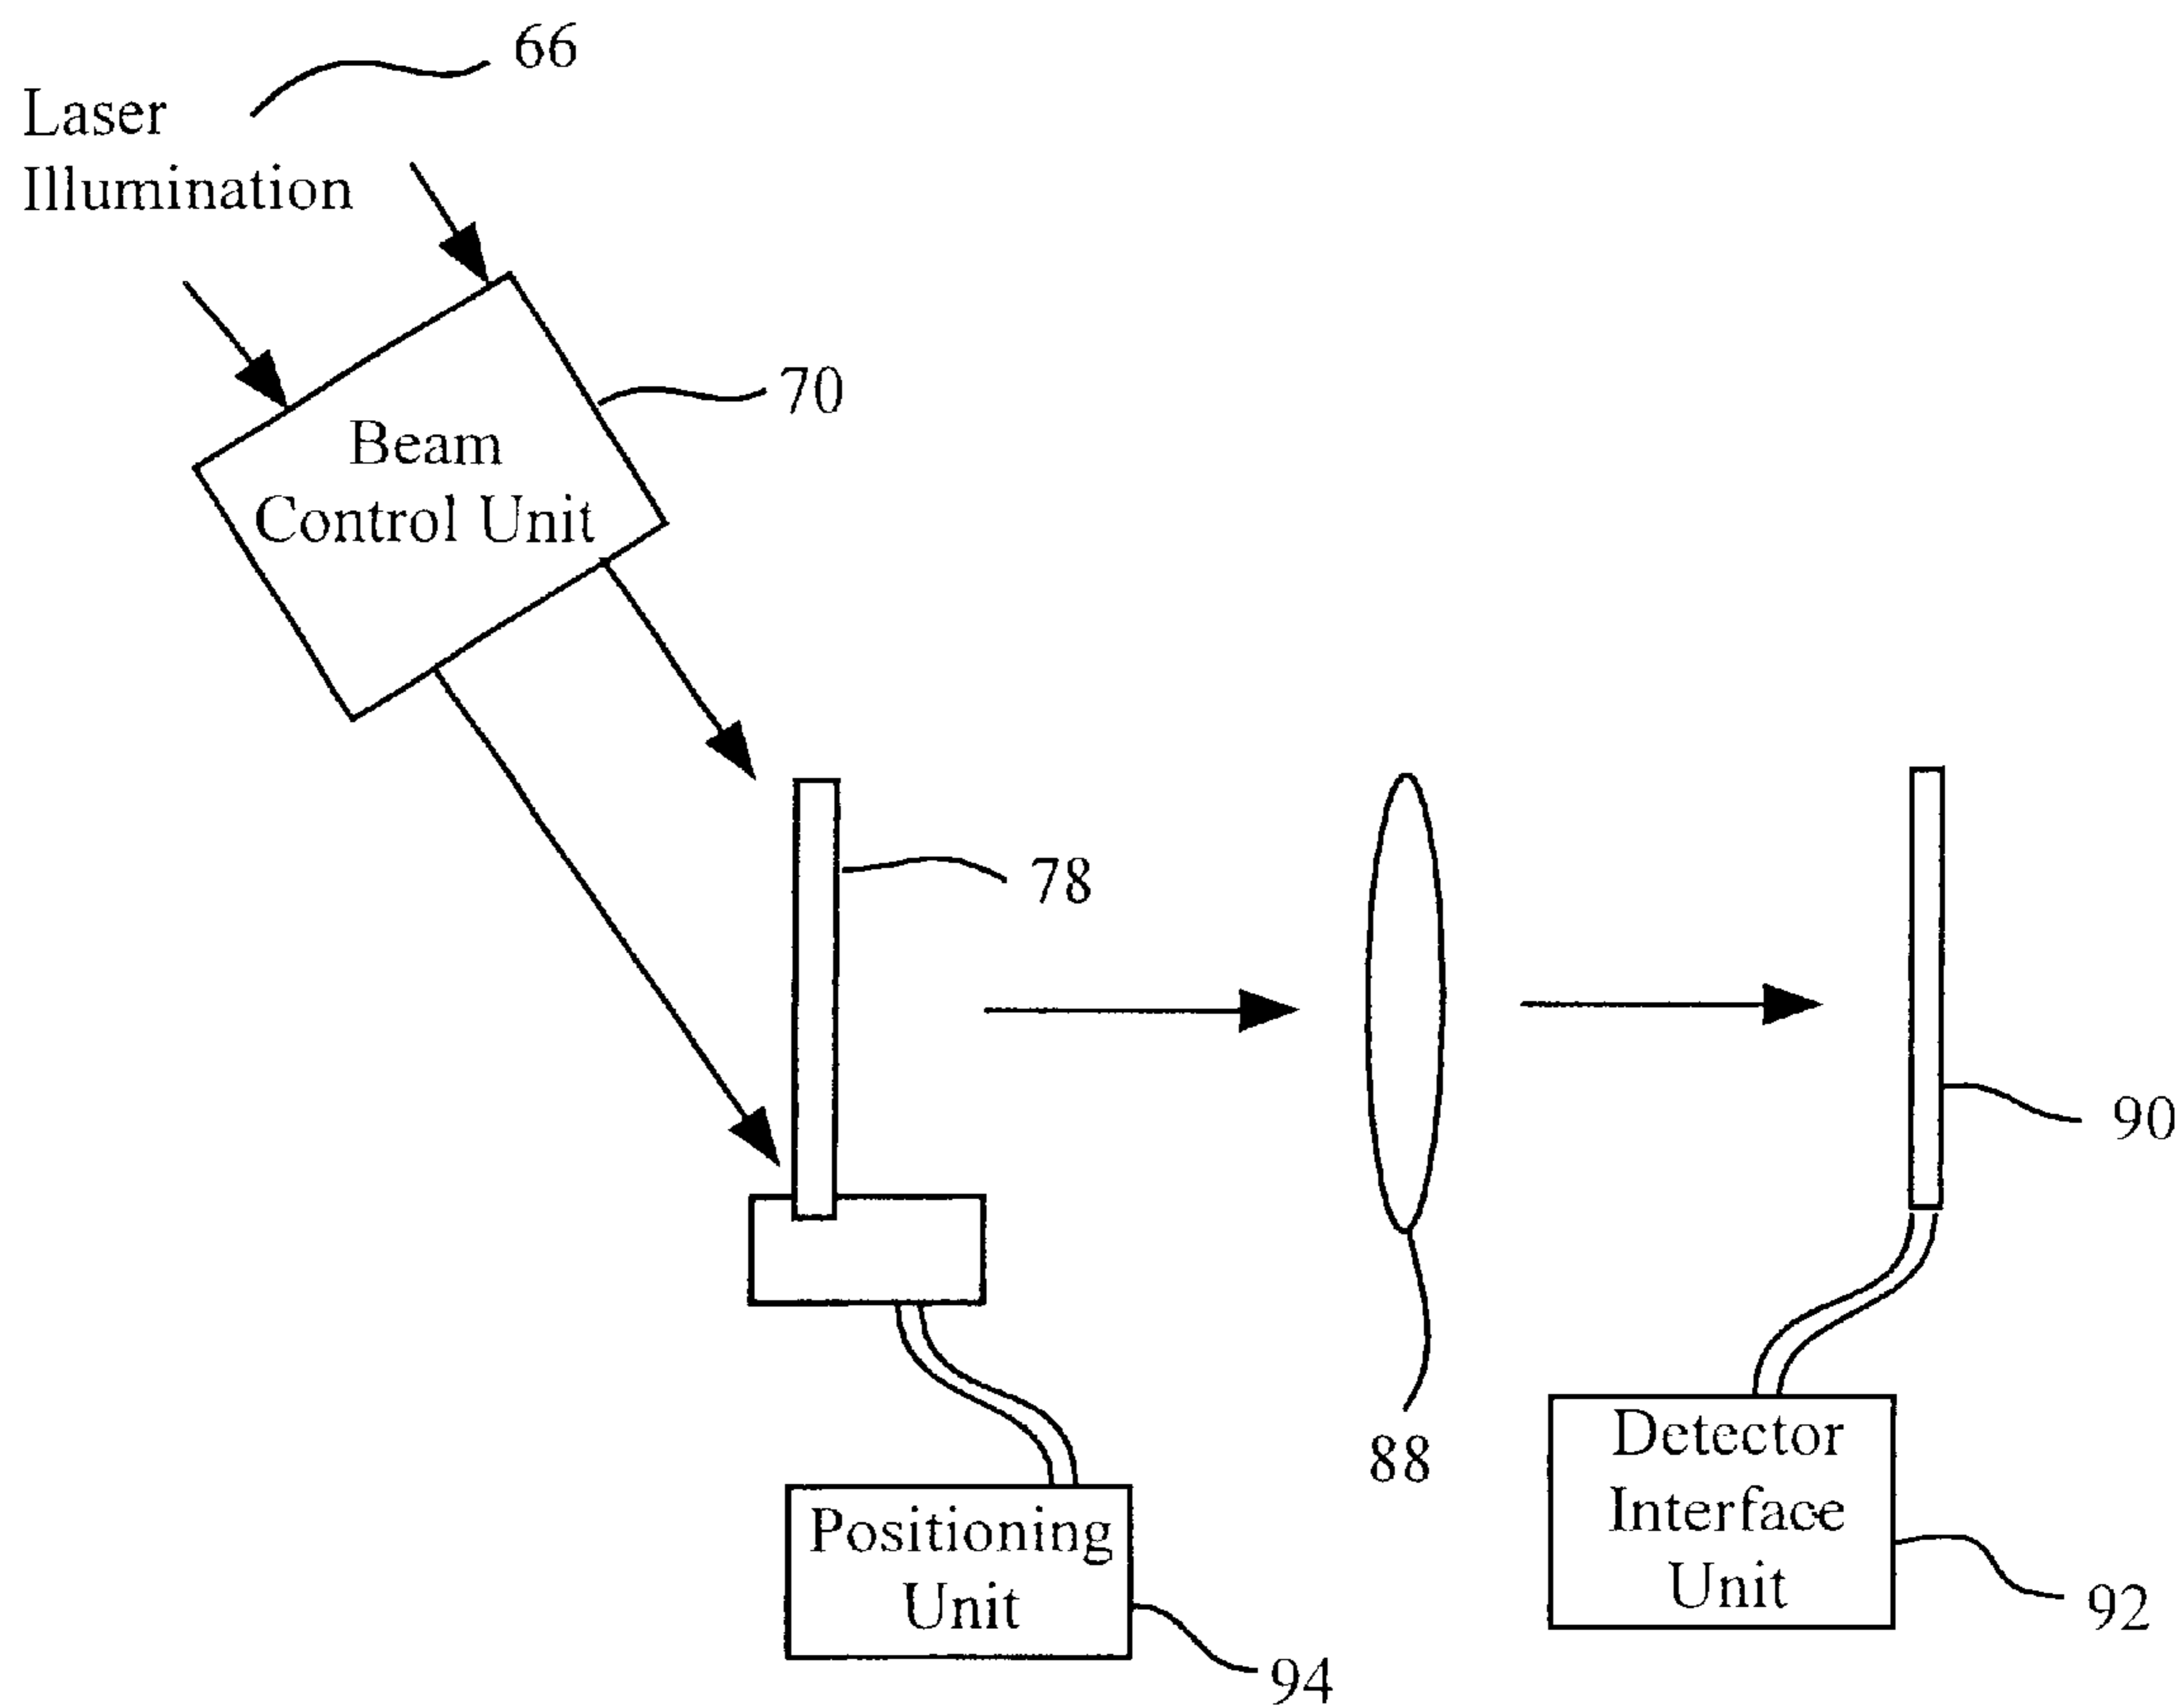 66
Laser
Illumination
70
Beam
Control Unit
78
90
88
Detector
Interface
Unit
92
Positioning
Unit
94